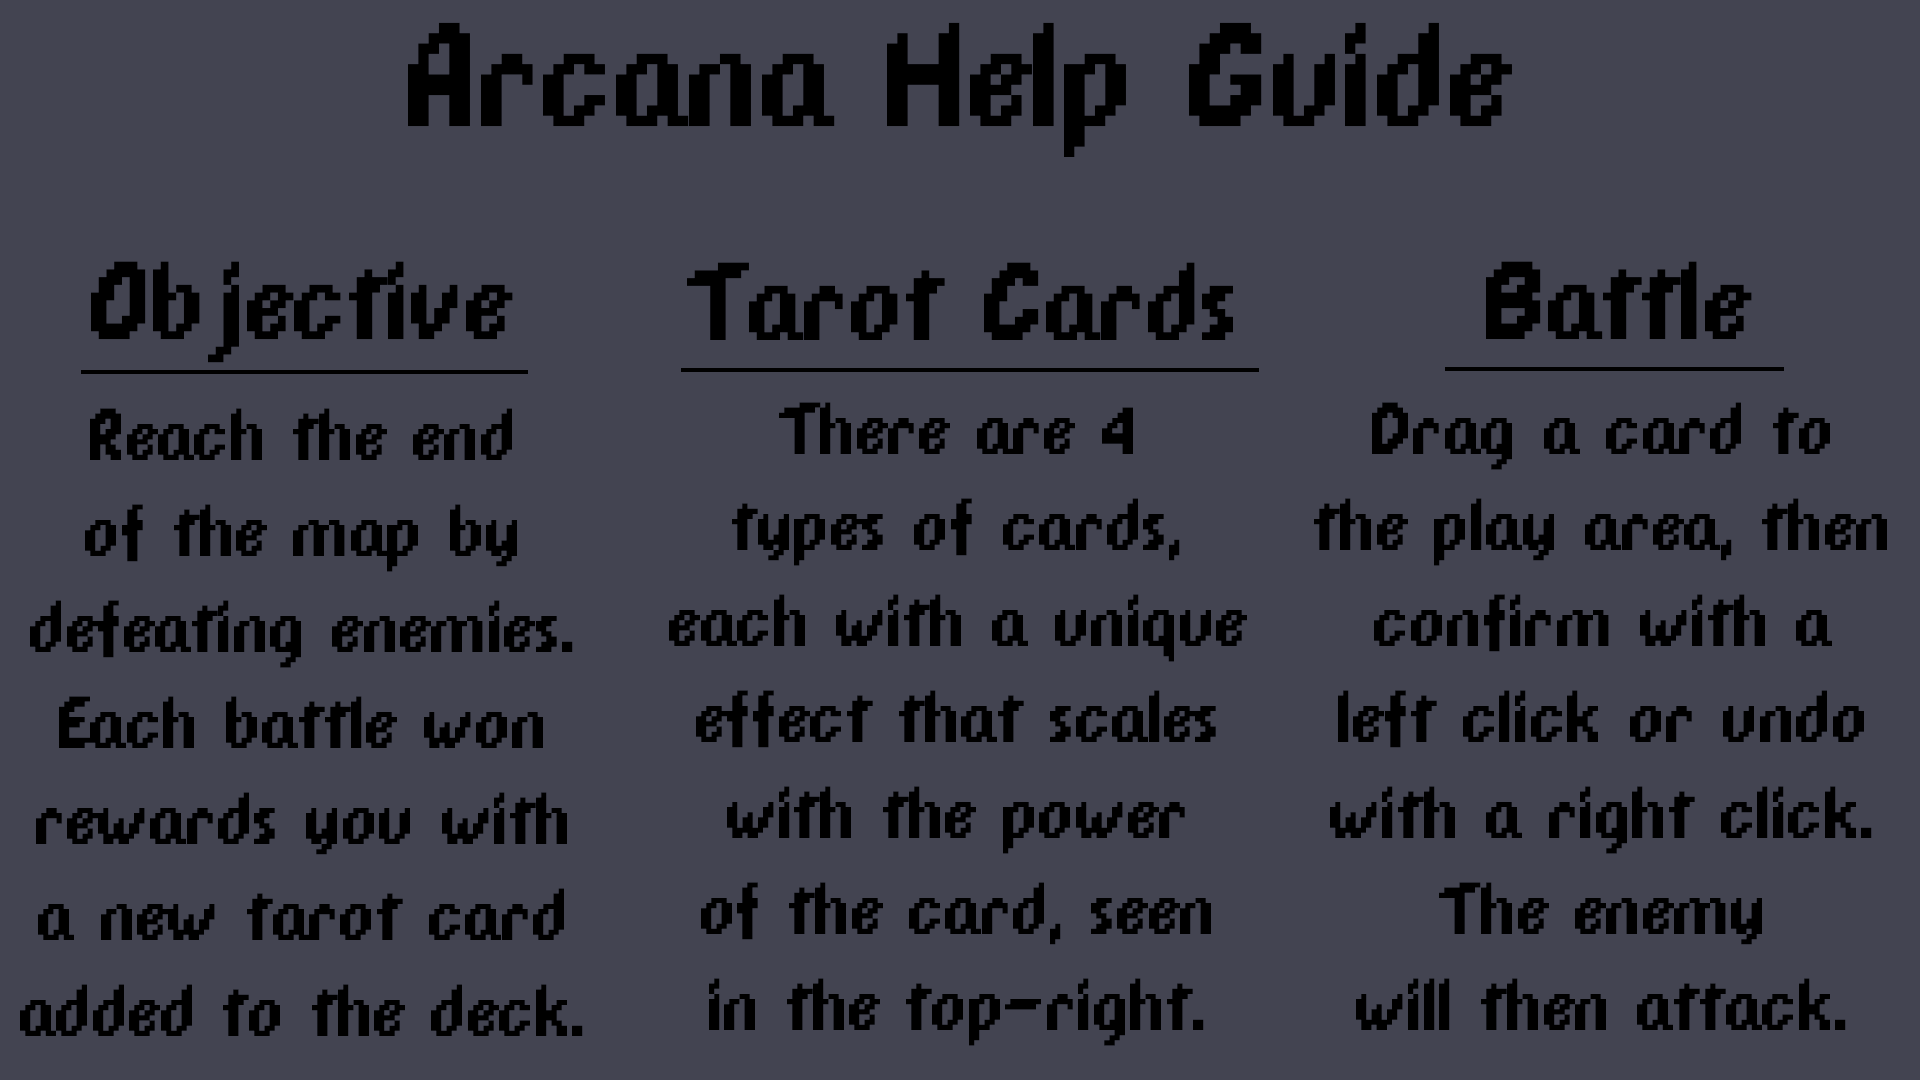 Arcana Help Guide
Objective
Reach the end
of the map by
defeating enemies.
Each battle won
rewards you with
a new tarot card
added to the deck.
Tarot Cards
There are 4
types of cards,
each with a unique
effect that scales
with the power
of the card, seen
in the top-right.
Battle
Drag a card to
the play area, then
confirm with a
left click or undo
with a right click.
The enemy
will then attack.